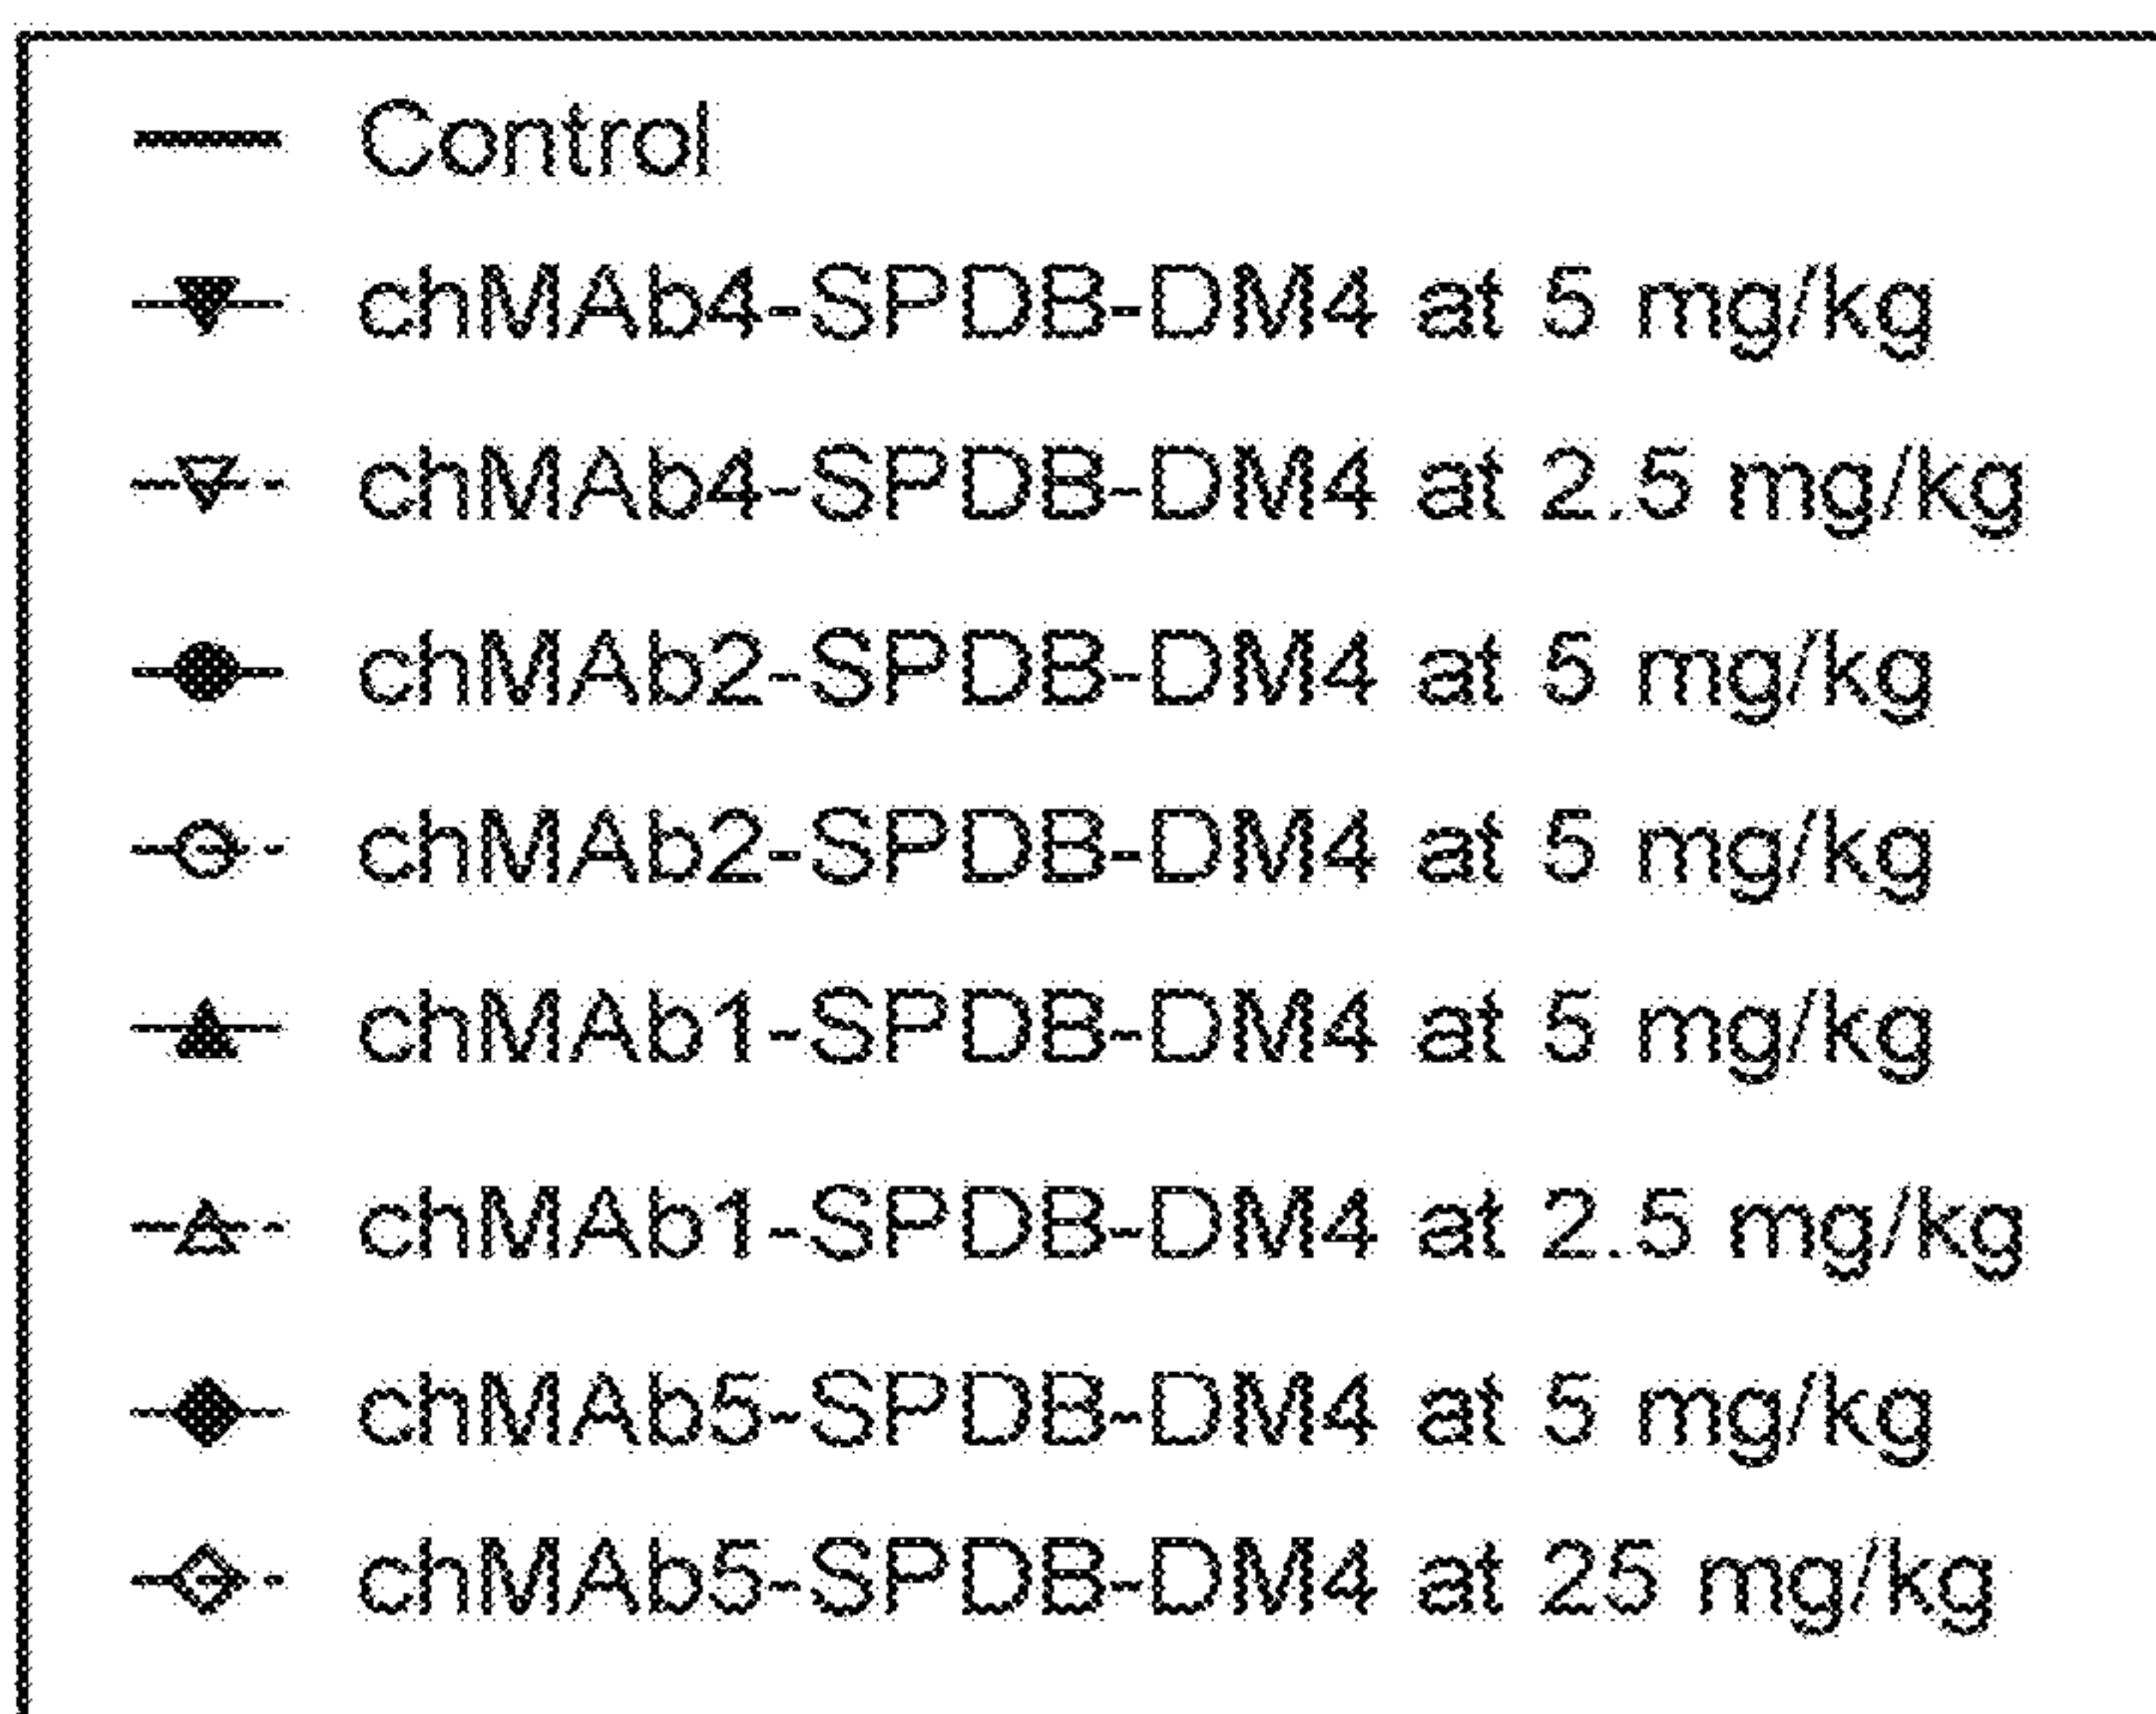 Control
chMAb4-SPDB-DM4 at 5 mg/kg
chMAb4-SPDB-DM4 at 2.5 mg/kg
chMAb2-SPDB-DM4 at 5 mg/kg
chMAb2-SPDB-DM4 at 5 mg/kg
chMAb1-SPDB-DM4 at 5 mg/kg
chMAb1-SPDB-DM4 at 2.5 mg/kg
chMAb5-SPDB-DM4 at 5 mg/kg
chMAb5-SPDB-DM4 at 25 mg/kg